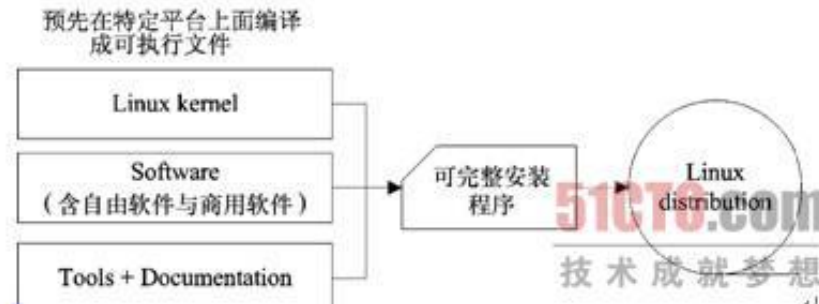 预先在特定平台上面编译
成可执行文件
Linux kernel
Software
（含自由软件与商用软件）
Tools + Documentation
可完整安装
程序
Linux
distribution
51CTO.com
技术成就梦想